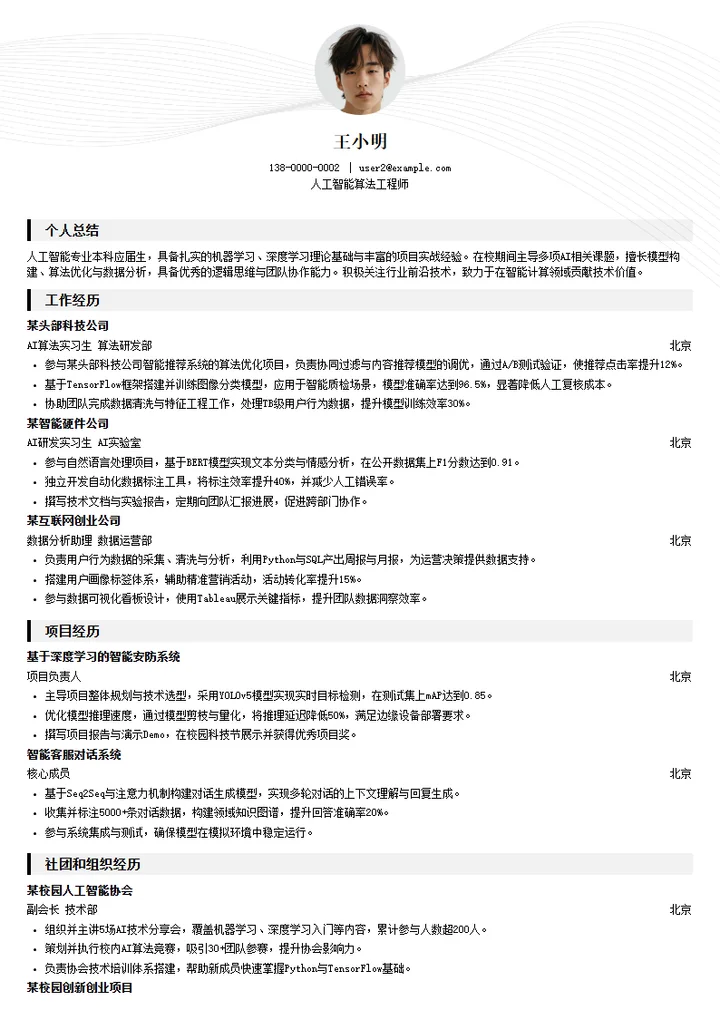 王小明
138-0000-0002 | user2@example.com
人工智能算法工程师
个人总结
人工智能专业本科应届生，具备扎实的机器学习、深度学习理论基础与丰富的项目实战经验。在校期间主导多项AI相关课题，擅长模型构
建、算法优化与数据分析，具备优秀的逻辑思维与团队协作能力。积极关注行业前沿技术，致力于在智能计算领域贡献技术价值。
工作经历
某头部科技公司
AI算法实习生 算法研发部 北京
• 参与某头部科技公司智能推荐系统的算法优化项目，负责协同过滤与内容推荐模型的调优，通过A/B测试验证，使推荐点击率提升12%。
• 基于TensorFlow框架搭建并训练图像分类模型，应用于智能质检场景，模型准确率达到96.5%，显著降低人工复核成本。
• 协助团队完成数据清洗与特征工程工作，处理TB级用户行为数据，提升模型训练效率30%。
某智能硬件公司
AI研发实习生 AI实验室 北京
• 参与自然语言处理项目，基于BERT模型实现文本分类与情感分析，在公开数据集上F1分数达到0.91。
• 独立开发自动化数据标注工具，将标注效率提升40%，并减少人工错误率。
• 撰写技术文档与实验报告，定期向团队汇报进展，促进跨部门协作。
某互联网创业公司
数据分析助理 数据运营部 北京
• 负责用户行为数据的采集、清洗与分析，利用Python与SQL产出周报与月报，为运营决策提供数据支持。
• 搭建用户画像标签体系，辅助精准营销活动，活动转化率提升15%。
• 参与数据可视化看板设计，使用Tableau展示关键指标，提升团队数据洞察效率。
项目经历
基于深度学习的智能安防系统
项目负责人 北京
• 主导项目整体规划与技术选型，采用YOLOv5模型实现实时目标检测，在测试集上mAP达到0.85。
• 优化模型推理速度，通过模型剪枝与量化，将推理延迟降低50%，满足边缘设备部署要求。
• 撰写项目报告与演示Demo，在校园科技节展示并获得优秀项目奖。
智能客服对话系统
核心成员 北京
• 基于Seq2Seq与注意力机制构建对话生成模型，实现多轮对话的上下文理解与回复生成。
• 收集并标注5000+条对话数据，构建领域知识图谱，提升回答准确率20%。
• 参与系统集成与测试，确保模型在模拟环境中稳定运行。
社团和组织经历
某校园人工智能协会
副会长 技术部 北京
• 组织并主讲5场AI技术分享会，覆盖机器学习、深度学习入门等内容，累计参与人数超200人。
• 策划并执行校内AI算法竞赛，吸引30+团队参赛，提升协会影响力。
• 负责协会技术培训体系搭建，帮助新成员快速掌握Python与TensorFlow基础。
某校园创新创业项目